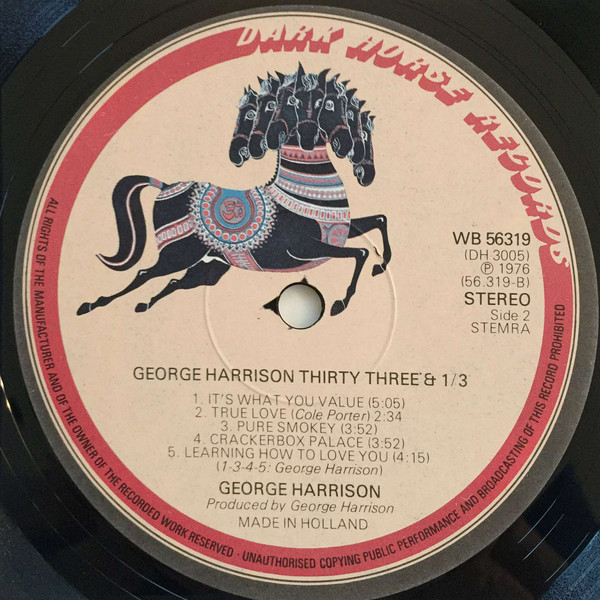 DARK HORSE RECORDS
WB 56319
(DH 3005)
Ⓟ 1976
(56.319-B)
STEREO
Side 2
STEMRA
GEORGE HARRISON THIRTY THREE & 1/3
1. IT'S WHAT YOU VALUE (5:05)
2. TRUE LOVE (Cole Porter) 2:34
3. PURE SMOKEY (3:52)
4. CRACKERBOX PALACE (3:52)
5. LEARNING HOW TO LOVE YOU (4:15)
(1-3-4-5: George Harrison)
GEORGE HARRISON
Produced by George Harrison
MADE IN HOLLAND
ALL RIGHTS OF THE MANUFACTURER AND OF THE OWNER OF THE RECORDED WORK RESERVED · UNAUTHORISED COPYING PUBLIC PERFORMANCE AND BROADCASTING OF THIS RECORD PROHIBITED